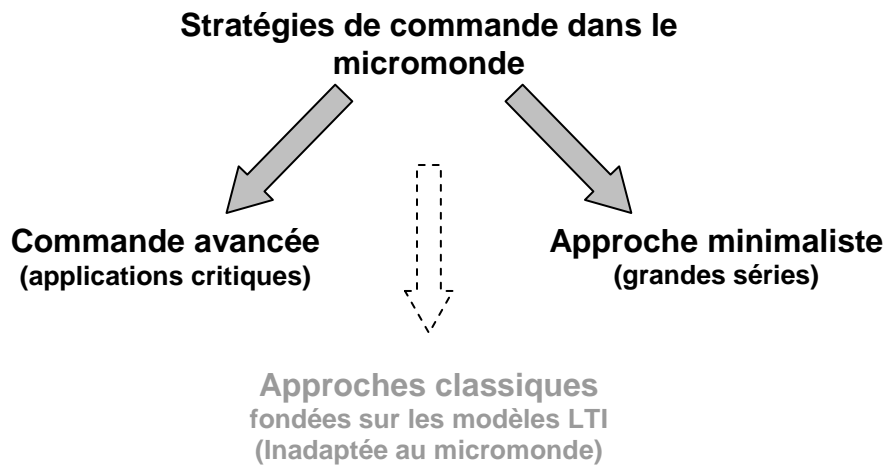 Stratégies de commande dans le
micromonde
Commande avancée
(applications critiques)
Approche minimaliste
(grandes séries)
Approches classiques
fondées sur les modèles LTI
(Inadaptée au micromonde)